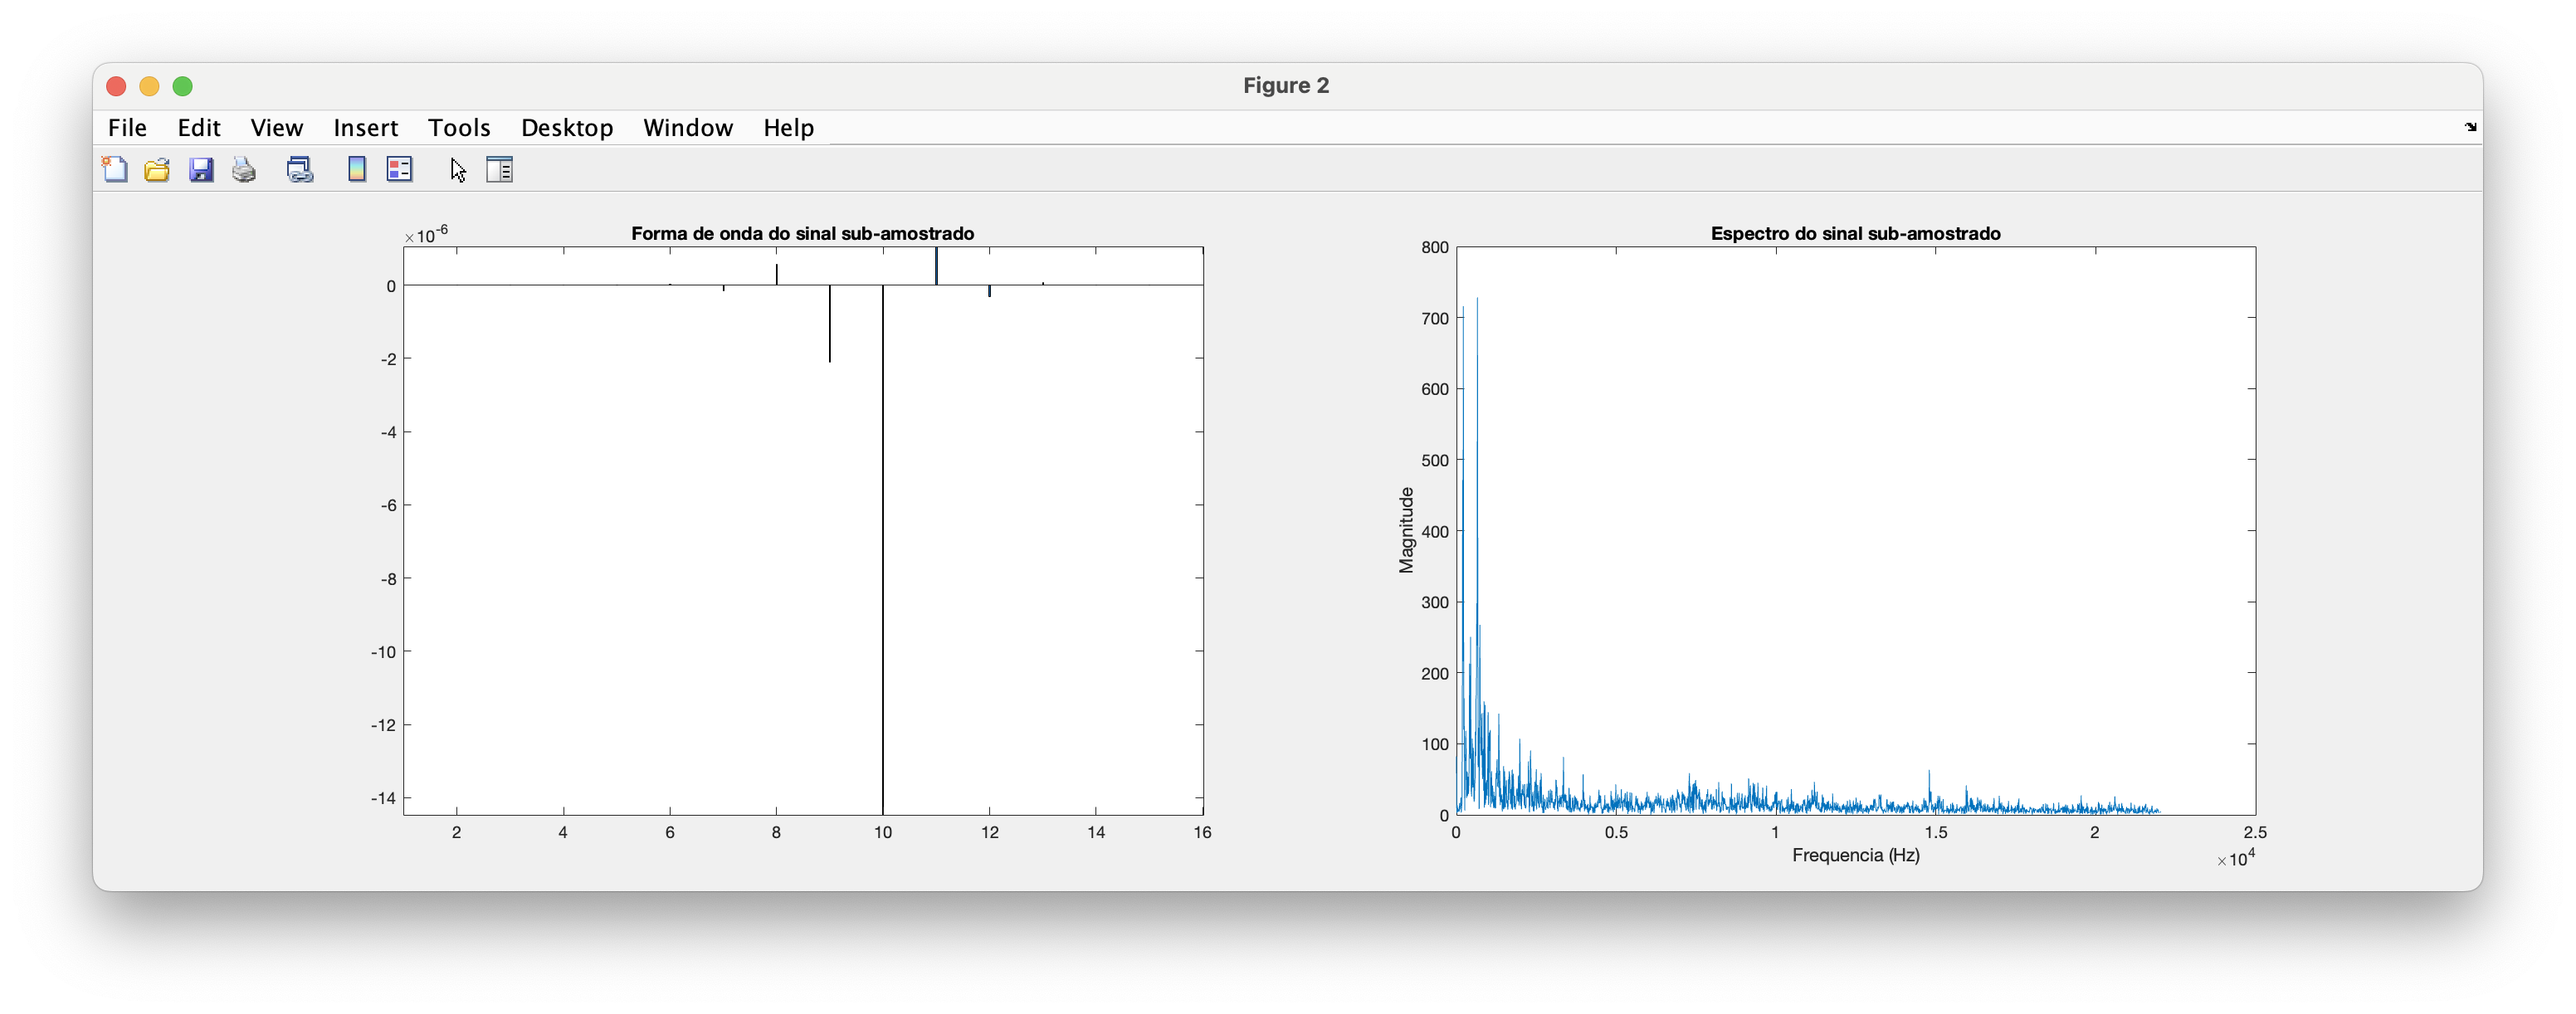 Figure 2
File Edit View Insert Tools Desktop Window Help
×10-6
Forma de onda do sinal sub-amostrado
0
-2
-4
-6
-8
-10
-12
-14
2 4 6 8 10 12 14 16
Espectro do sinal sub-amostrado
800
700
600
500
400
300
200
100
0
Magnitude
0 0.5 1 1.5 2 2.5
Frequencia (Hz)
×104